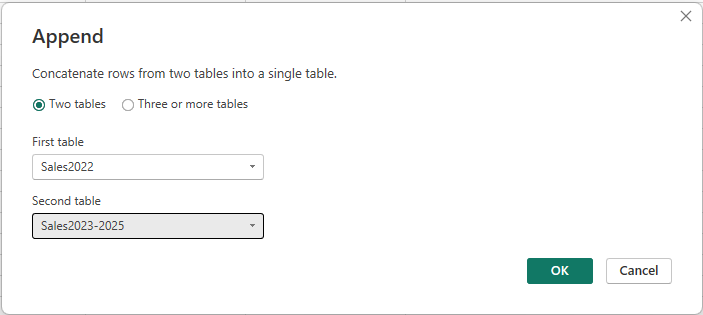 Append
Concatenate rows from two tables into a single table.
Two tables Three or more tables
First table
Sales2022
Second table
Sales2023-2025
OK Cancel